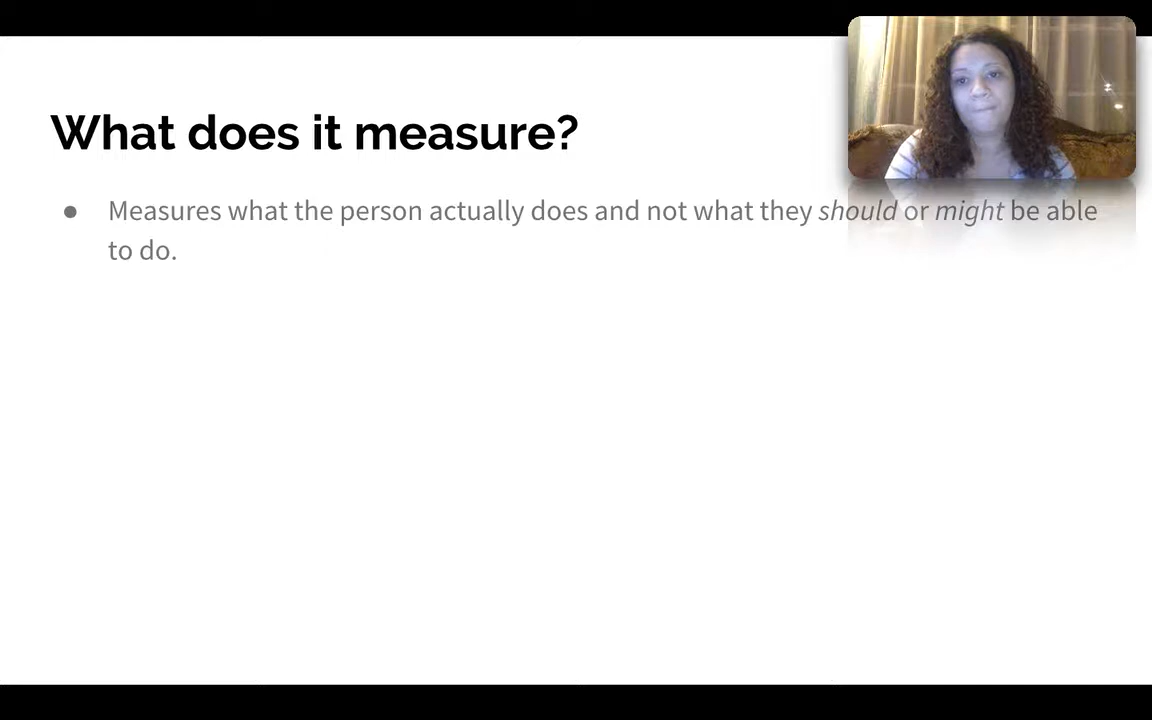 What does it measure?
● Measures what the person actually does and not what they should or might be able
to do.